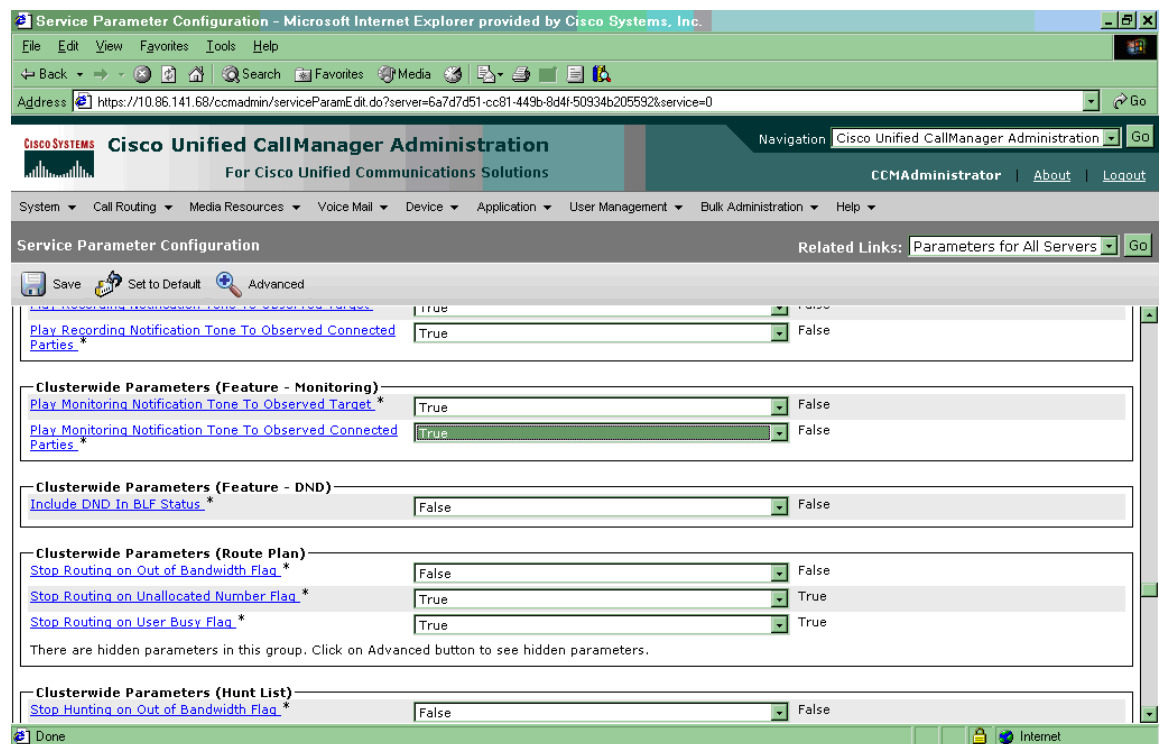 Service Parameter Configuration - Microsoft Internet Explorer provided by Cisco Systems, Inc.
File Edit View Favorites Tools Help
Back Search Favorites Media
Address https://10.86.141.68/ccmadmin/serviceParamEdit.do?server=6a7d7d51-cc81-449b-8d4f-50934b205592&service=0 Go
CISCO SYSTEMS Cisco Unified CallManager Administration Navigation Cisco Unified CallManager Administration Go
For Cisco Unified Communications Solutions CCMAdministrator | About | Logout
System Call Routing Media Resources Voice Mail Device Application User Management Bulk Administration Help
Service Parameter Configuration Related Links: Parameters for All Servers Go
Save Set to Default Advanced
Play Recording Notification Tone To Observed Target True False
Play Recording Notification Tone To Observed Connected True False
Parties *
Clusterwide Parameters (Feature - Monitoring)
Play Monitoring Notification Tone To Observed Target * True False
Play Monitoring Notification Tone To Observed Connected True False
Parties *
Clusterwide Parameters (Feature - DND)
Include DND In BLF Status * False False
Clusterwide Parameters (Route Plan)
Stop Routing on Out of Bandwidth Flag * False False
Stop Routing on Unallocated Number Flag * True True
Stop Routing on User Busy Flag * True True
There are hidden parameters in this group. Click on Advanced button to see hidden parameters.
Clusterwide Parameters (Hunt List)
Stop Hunting on Out of Bandwidth Flag * False False
Done Internet